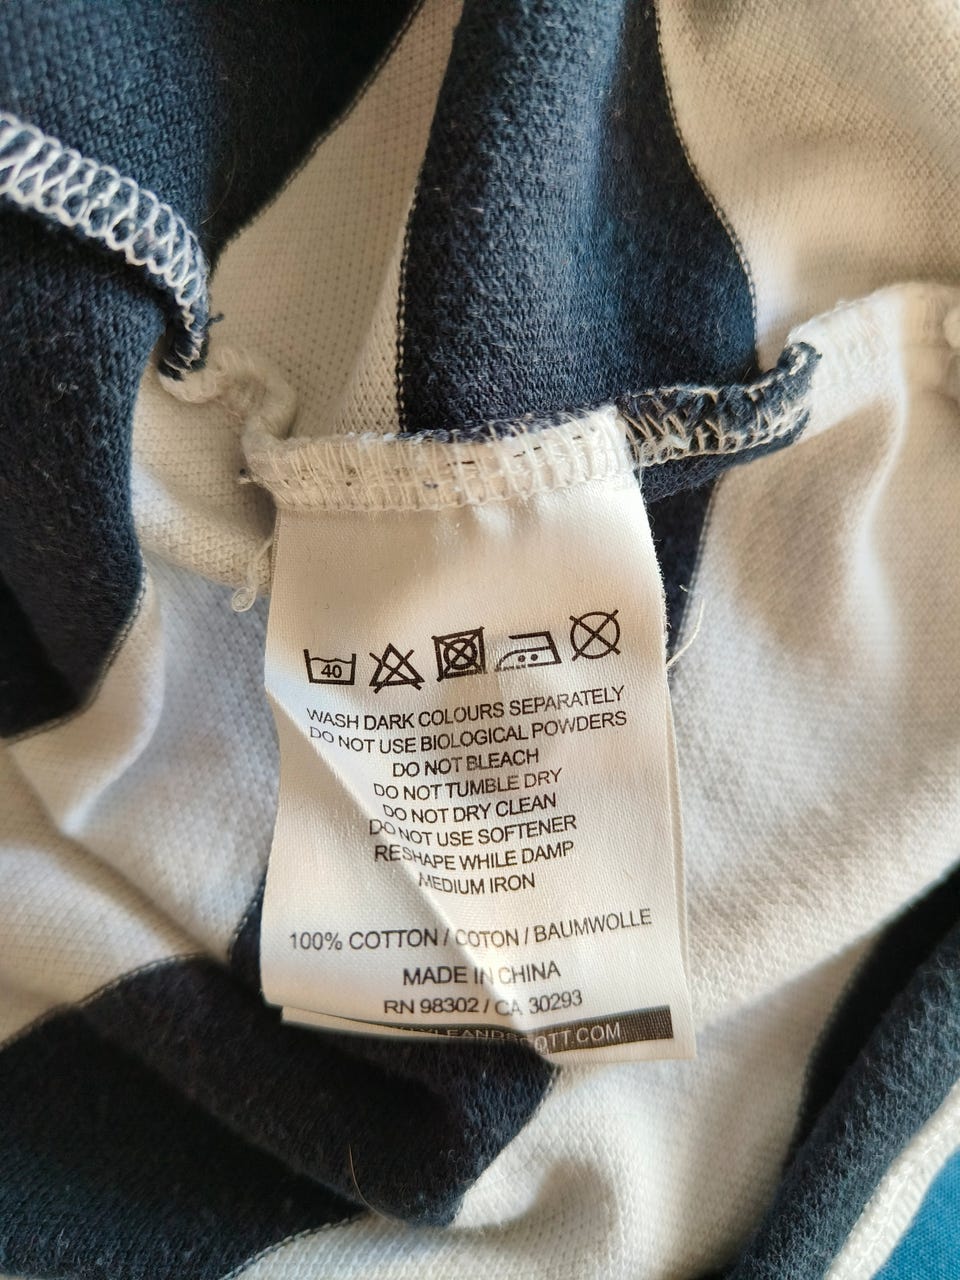 40
WASH DARK COLOURS SEPARATELY
DO NOT USE BIOLOGICAL POWDERS
DO NOT BLEACH
DO NOT TUMBLE DRY
DO NOT DRY CLEAN
DO NOT USE SOFTENER
RESHAPE WHILE DAMP
MEDIUM IRON
100% COTTON / COTON / BAUMWOLLE
MADE IN CHINA
RN 98302 / CA 30293